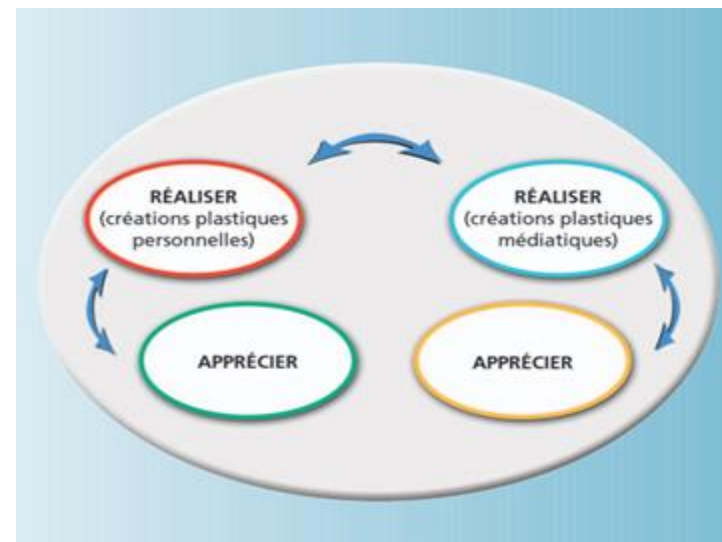 RÉALISER
(créations plastiques
personnelles)
RÉALISER
(créations plastiques
médiatiques)
APPRÉCIER
APPRÉCIER